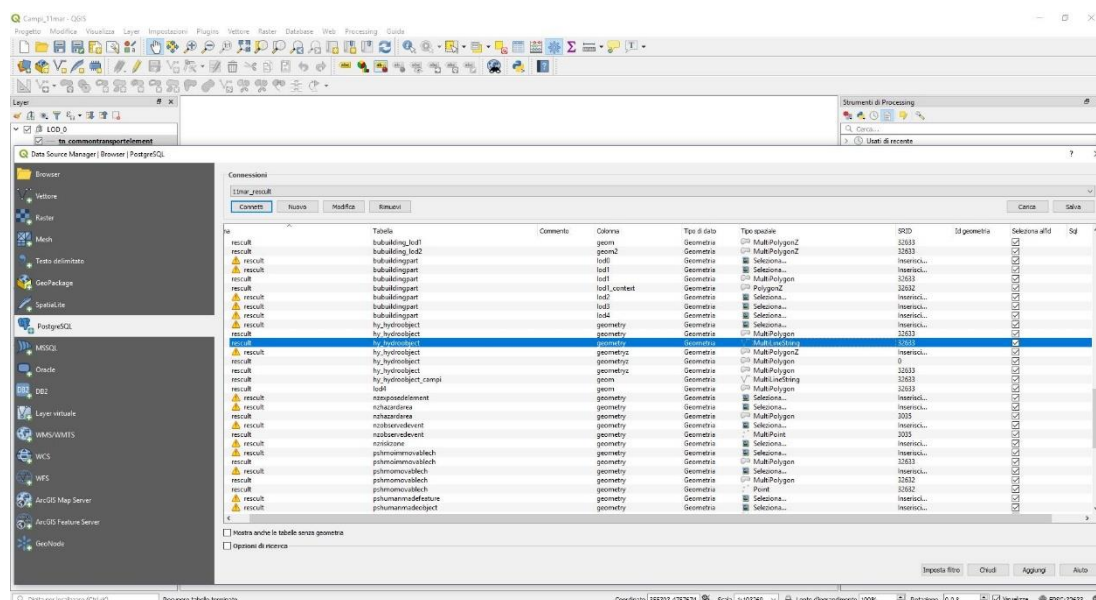 Campi_11mar - QGIS
Progetto Modifica Visualizza Layer Impostazioni Plugins Vettore Raster Database Web Processing Guida
Layer
LOD_0
tn_commontransportelement
Strumenti di Processing
Cerca...
Usati di recente
Data Source Manager | Browser | PostgreSQL
Browser
Vettore
Raster
Mesh
Testo delimitato
GeoPackage
SpatiaLite
PostgreSQL
MSSQL
Oracle
DB2 DB2
Layer virtuale
WMS/WMTS
WCS
WFS
ArcGIS Map Server
ArcGIS Feature Server
GeoNode
Connessioni
11mar_rescult
Connetti Nuovo Modifica Rimuovi Carica Salva
Tabella Commento Colonna Tipo di dato Tipo spaziale SRID Id geometria Seleziona all'id Sql
rescult bubuilding_lod1 geom Geometria MultiPolygonZ 32633
rescult bubuilding_lod2 geom2 Geometria MultiPolygonZ 32633
rescult bubuildingpart lod0 Geometria Seleziona... Inserisci...
rescult bubuildingpart lod1 Geometria Seleziona... Inserisci...
rescult bubuildingpart lod1 Geometria MultiPolygon 32633
rescult bubuildingpart lod1_context Geometria PolygonZ 32632
rescult bubuildingpart lod2 Geometria Seleziona... Inserisci...
rescult bubuildingpart lod3 Geometria Seleziona... Inserisci...
rescult bubuildingpart lod4 Geometria Seleziona... Inserisci...
rescult hy_hydroobject geometry Geometria Seleziona... Inserisci...
rescult hy_hydroobject geometry Geometria MultiPolygon 32633
rescult hy_hydroobject geometry Geometria MultiLineString 32633
rescult hy_hydroobject geometryz Geometria MultiPolygonZ Inserisci...
rescult hy_hydroobject geometryz Geometria MultiPolygon 0
rescult hy_hydroobject geometryz Geometria MultiPolygon 32633
rescult hy_hydroobject_campi geom Geometria MultiLineString 32633
rescult lod4 geom Geometria MultiPolygon 32633
rescult nzexposedelement geometry Geometria Seleziona... Inserisci...
rescult nzhazardarea geometry Geometria Seleziona... Inserisci...
rescult nzhazardarea geometry Geometria MultiPolygon 3035
rescult nzobservedevent geometry Geometria Seleziona... Inserisci...
rescult nzobservedevent geometry Geometria MultiPoint 3035
rescult nzriskzone geometry Geometria Seleziona... Inserisci...
rescult pshmoimmovablech geometry Geometria Seleziona... Inserisci...
rescult pshmoimmovablech geometry Geometria MultiPolygon 32633
rescult pshmomovablech geometry Geometria Seleziona... Inserisci...
rescult pshmomovablech geometry Geometria MultiPolygon 32632
rescult pshmomovablech geometry Geometria Point 32632
rescult pshumanmadefeature geometry Geometria Seleziona... Inserisci...
rescult pshumanmadeobject geometry Geometria Seleziona... Inserisci...
Mostra anche le tabelle senza geometria
Opzioni di ricerca
Imposta filtro Chiudi Aggiungi Aiuto
Recupero tabelle terminato.
Scala Lente d'ingrandimento 100% Rotazione 0,0 ° Visualizza